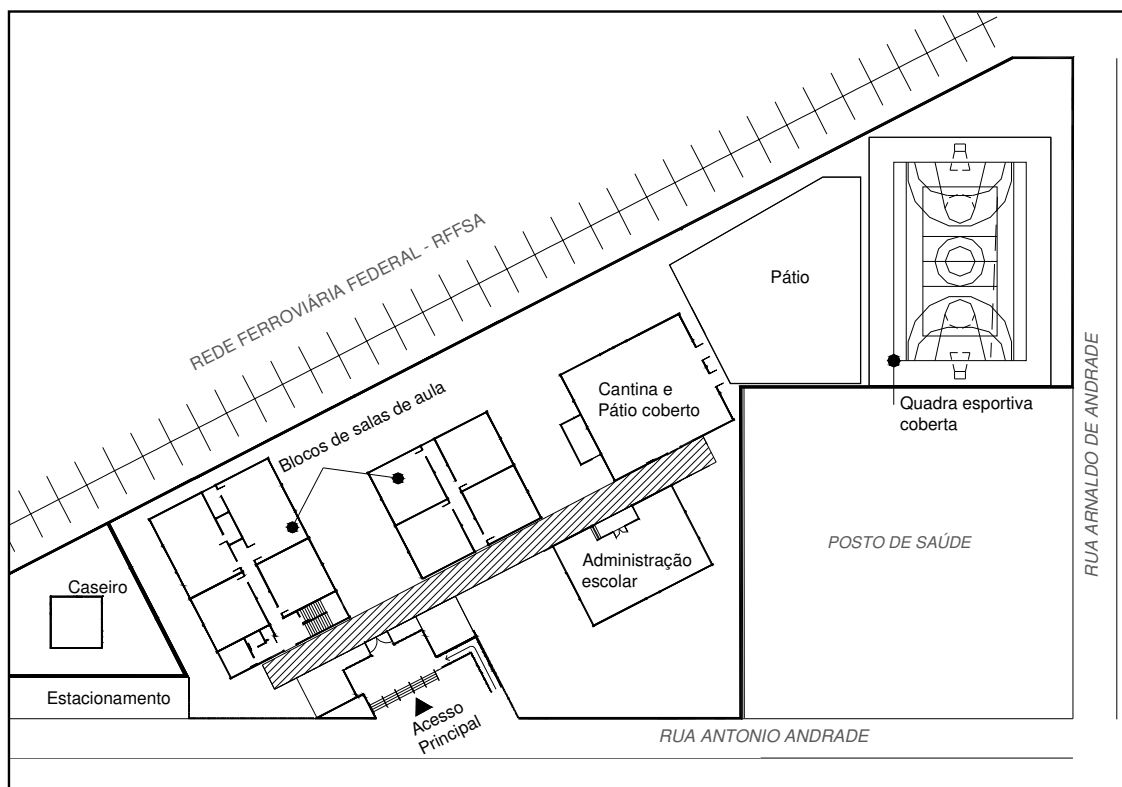 REDE FERROVIÁRIA FEDERAL - RFFSA
Pátio
Blocos de salas de aula
Cantina e
Pátio coberto
Quadra esportiva
coberta
RUA ARNALDO DE ANDRADE
POSTO DE SAÚDE
Administração
escolar
Caseiro
Estacionamento
Acesso
Principal
RUA ANTONIO ANDRADE